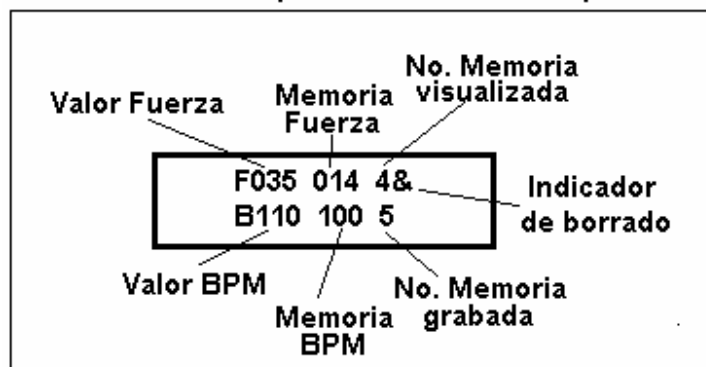 No. Memoria
visualizada
Memoria
Fuerza
Valor Fuerza
F035 014 4&
B110 100 5
Indicador
de borrado
Valor BPM
No. Memoria
grabada
Memoria
BPM